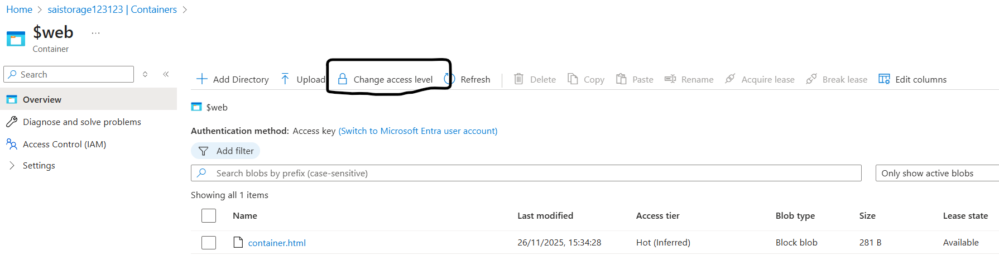 Home > saistorage123123 | Containers >
$web ...
Container
Search
Overview
Diagnose and solve problems
Access Control (IAM)
Settings
Add Directory Upload Change access level Refresh Delete Copy Paste Rename Acquire lease Break lease Edit columns
$web
Authentication method: Access key (Switch to Microsoft Entra user account)
Add filter
Search blobs by prefix (case-sensitive) Only show active blobs
Showing all 1 items
Name Last modified Access tier Blob type Size Lease state
container.html 26/11/2025, 15:34:28 Hot (Inferred) Block blob 281 B Available